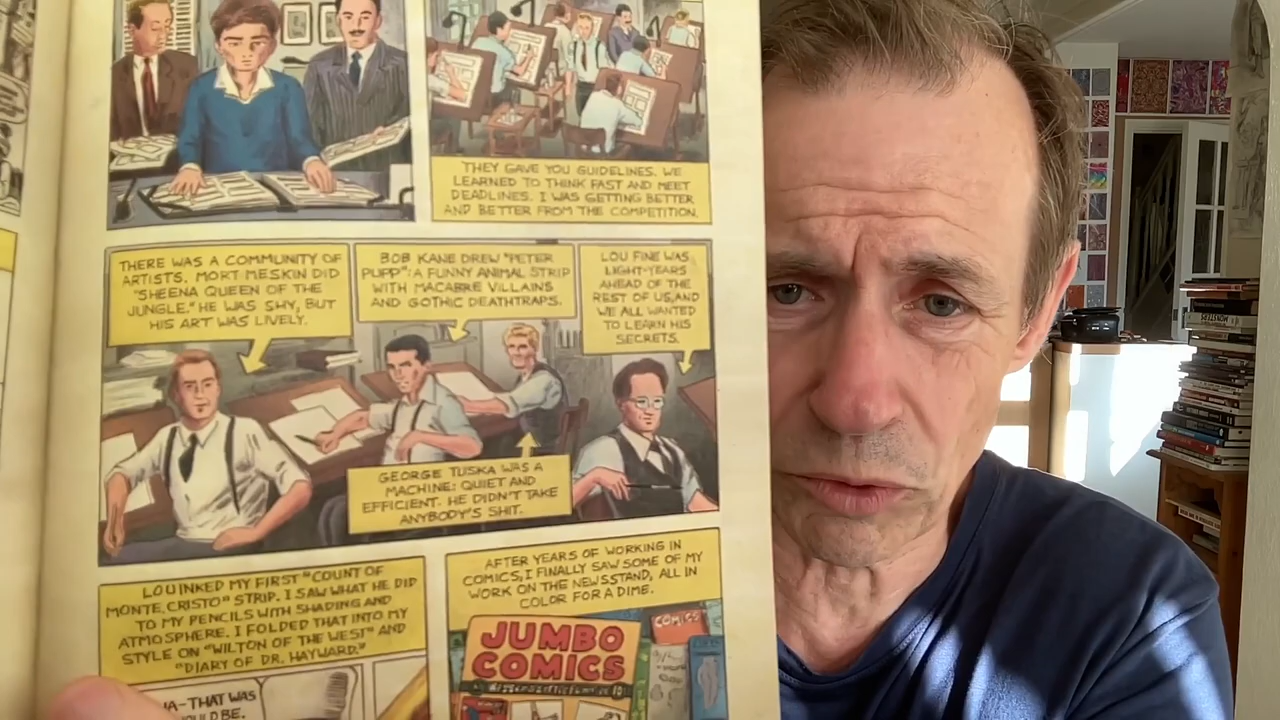 THEY GAVE YOU GUIDELINES. WE
LEARNED TO THINK FAST AND MEET
DEADLINES. I WAS GETTING BETTER
AND BETTER FROM THE COMPETITION.
THERE WAS A COMMUNITY OF
ARTISTS. MORT MESKIN DID
"SHEENA QUEEN OF THE
JUNGLE." HE WAS SHY, BUT
HIS ART WAS LIVELY.
BOB KANE DREW "PETER
PUPP": A FUNNY ANIMAL STRIP
WITH MACABRE VILLAINS
AND GOTHIC DEATHTRAPS.
LOU FINE WAS
LIGHT-YEARS
AHEAD OF THE
REST OF US, AND
WE ALL WANTED
TO LEARN HIS
SECRETS.
GEORGE TUSKA WAS A
MACHINE: QUIET AND
EFFICIENT. HE DIDN'T TAKE
ANYBODY'S SHIT.
LOU INKED MY FIRST "COUNT OF
MONTE CRISTO" STRIP. I SAW WHAT HE DID
TO MY PENCILS WITH SHADING AND
ATMOSPHERE. I FOLDED THAT INTO MY
STYLE ON "WILTON OF THE WEST" AND
"DIARY OF DR. HAYWARD."
AFTER YEARS OF WORKING IN
COMICS, I FINALLY SAW SOME OF MY
WORK ON THE NEWSSTAND, ALL IN
COLOR FOR A DIME.
JUMBO
COMICS
COMICS
THAT WAS